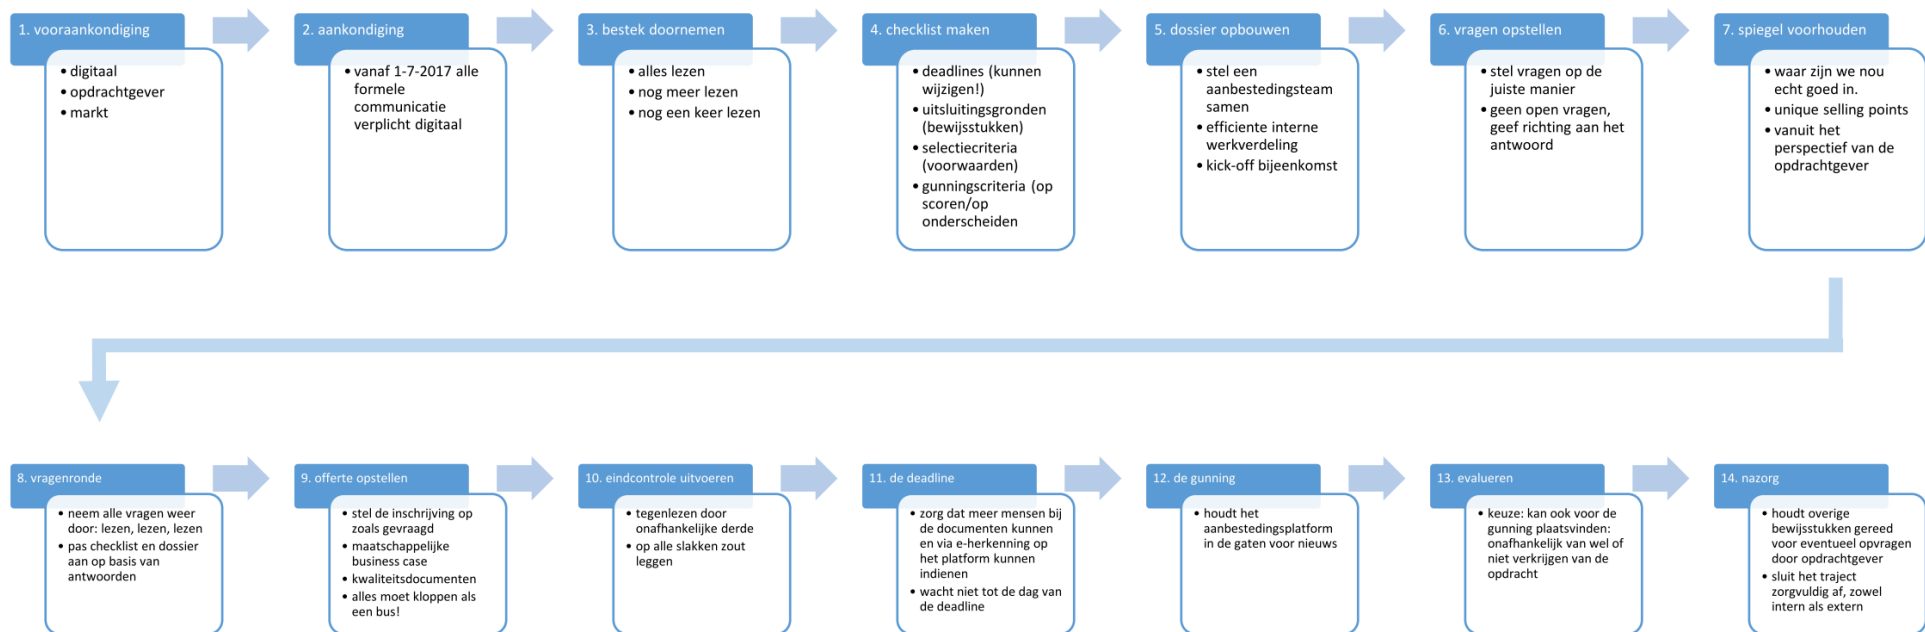 1. vooraankondiging
• digitaal
• opdrachtgever
• markt
2. aankondiging
• vanaf 1-7-2017 alle
formele
communicatie
verplicht digitaal
3. bestek doornemen
• alles lezen
• nog meer lezen
• nog een keer lezen
4. checklist maken
• deadlines (kunnen
wijzigen!)
• uitsluitingsgronden
(bewijsstukken)
• selectiecriteria
(voorwaarden)
• gunningscriteria (op
scoren/op
onderscheiden
5. dossier opbouwen
• stel een
aanbestedingsteam
samen
• efficiente interne
werkverdeling
• kick-off bijeenkomst
6. vragen opstellen
• stel vragen op de
juiste manier
• geen open vragen,
geef richting aan het
antwoord
7. spiegel voorhouden
• waar zijn we nou
echt goed in.
• unique selling points
• vanuit het
perspectief van de
opdrachtgever
8. vragenronde
• neem alle vragen weer
door: lezen, lezen, lezen
• pas checklist en dossier
aan op basis van
antwoorden
9. offerte opstellen
• stel de inschrijving op
zoals gevraagd
• maatschappelijke
business case
• kwaliteitsdocumenten
• alles moet kloppen als
een bus!
10. eindcontrole uitvoeren
• tegenlezen door
onafhankelijke derde
• op alle slakken zout
leggen
11. de deadline
• zorg dat meer mensen bij
de documenten kunnen
en via e-herkenning op
het platform kunnen
indienen
• wacht niet tot de dag van
de deadline
12. de gunning
• houdt het
aanbestedingsplatform
in de gaten voor nieuws
13. evalueren
• keuze: kan ook voor de
gunning plaatsvinden:
onafhankelijk van wel of
niet verkrijgen van de
opdracht
14. nazorg
• houdt overige
bewijsstukken gereed
voor eventueel opvragen
door opdrachtgever
• sluit het traject
zorgvuldig af, zowel
intern als extern